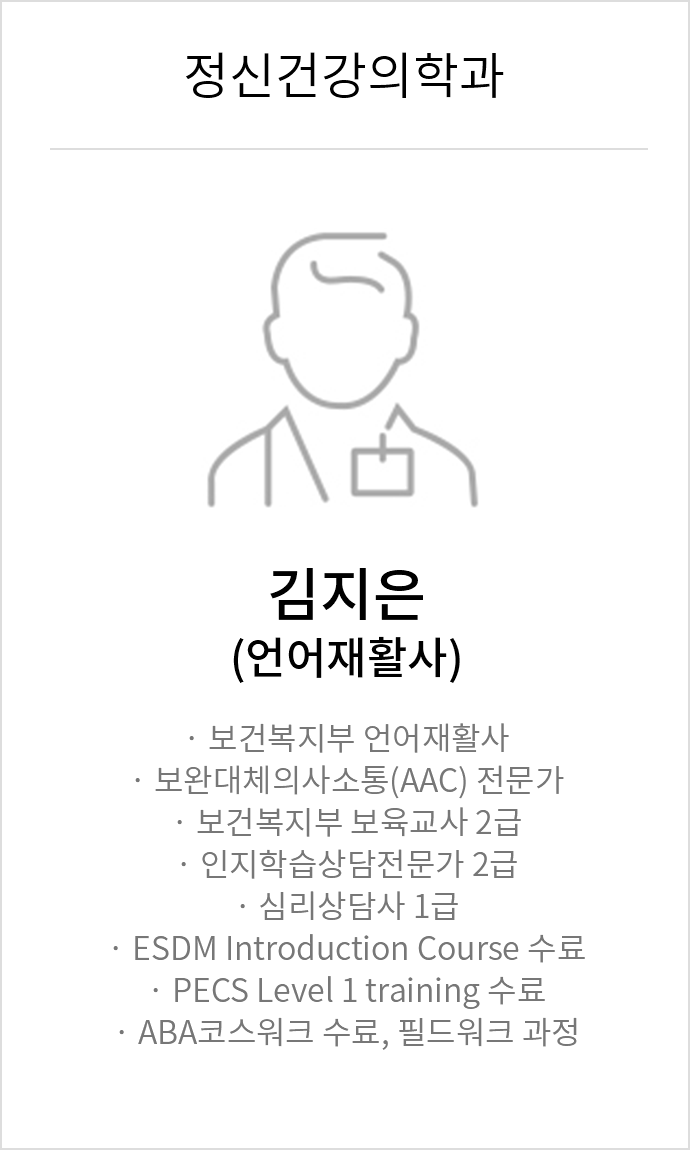 정신건강의학과
김지은
(언어재활사)
· 보건복지부 언어재활사
· 보완대체의사소통(AAC) 전문가
· 보건복지부 보육교사 2급
· 인지학습상담전문가 2급
· 심리상담사 1급
· ESDM Introduction Course 수료
· PECS Level 1 training 수료
· ABA코스워크 수료, 필드워크 과정